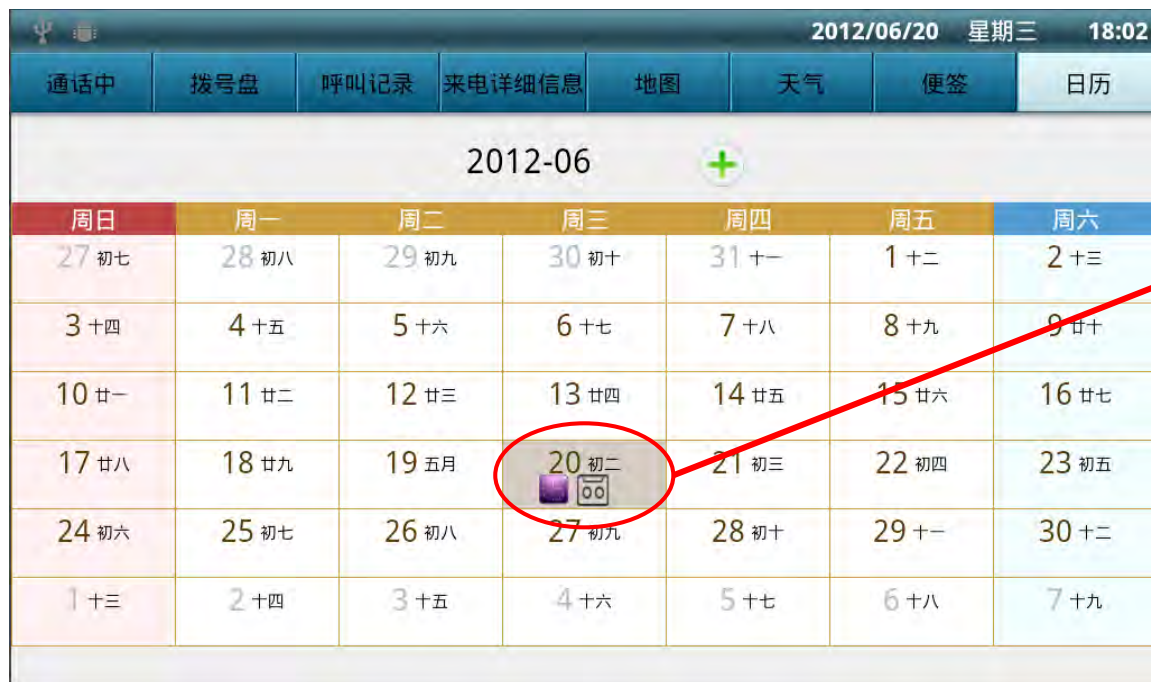 2012/06/20 星期三 18:02
通话中 拨号盘 呼叫记录 来电详细信息 地图 天气 便签 日历
2012-06
周日 周一 周二 周三 周四 周五 周六
27 初七 28 初八 29 初九 30 初十 31 十一 1 十二 2 十三
3 十四 4 十五 5 十六 6 十七 7 十八 8 十九 9 廿十
10 廿一 11 廿二 12 廿三 13 廿四 14 廿五 15 廿六 16 廿七
17 廿八 18 廿九 19 五月 20 初二 21 初三 22 初四 23 初五
24 初六 25 初七 26 初八 27 初九 28 初十 29 十一 30 十二
1 十三 2 十四 3 十五 4 十六 5 十七 6 十八 7 十九